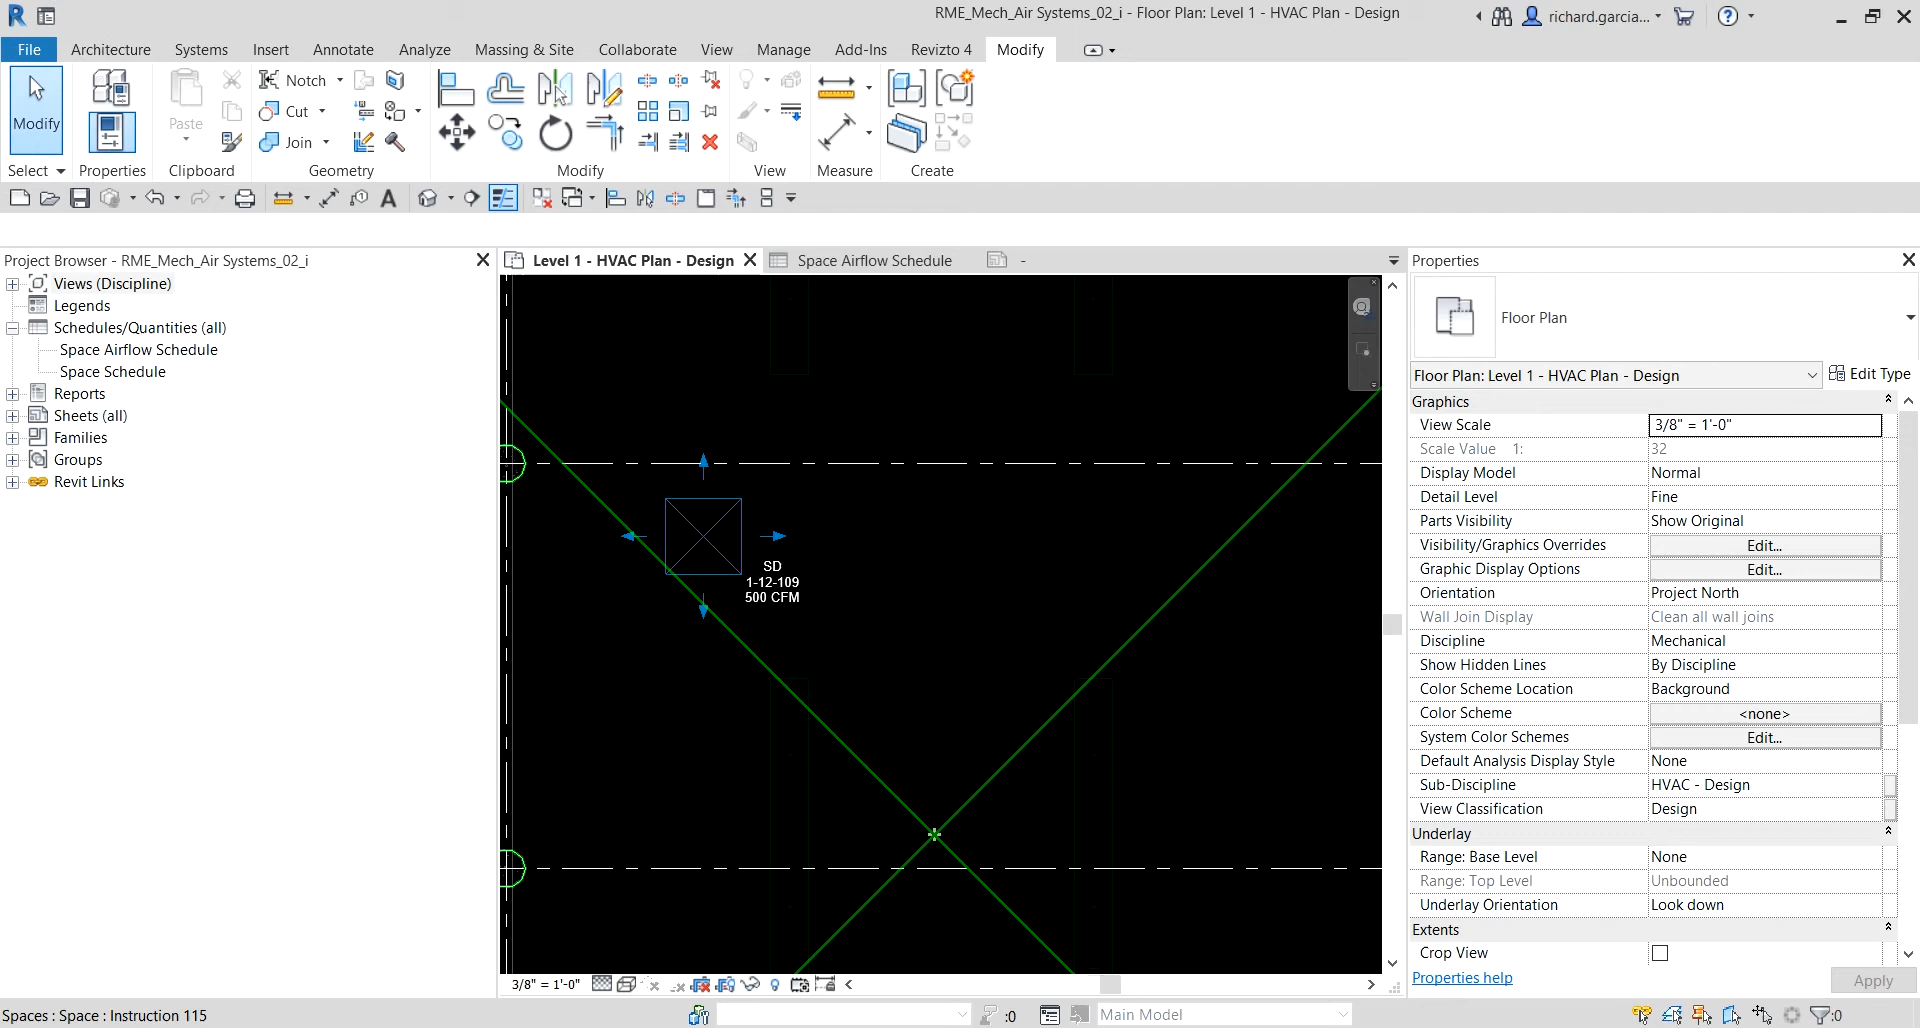 RME_Mech_Air Systems_02_i - Floor Plan: Level 1 - HVAC Plan - Design
richard.garcia...
File Architecture Systems Insert Annotate Analyze Massing & Site Collaborate View Manage Add-Ins Revizto 4 Modify
Modify
Paste
Notch
Cut
Join
Select Properties Clipboard Geometry Modify View Measure Create
Project Browser - RME_Mech_Air Systems_02_i
Views (Discipline)
Legends
Schedules/Quantities (all)
Space Airflow Schedule
Space Schedule
Reports
Sheets (all)
Families
Groups
Revit Links
Level 1 - HVAC Plan - Design Space Airflow Schedule -
SD
1-12-109
500 CFM
3/8" = 1'-0"
Properties
Floor Plan
Floor Plan: Level 1 - HVAC Plan - Design Edit Type
Graphics
View Scale 3/8" = 1'-0"
Scale Value 1: 32
Display Model Normal
Detail Level Fine
Parts Visibility Show Original
Visibility/Graphics Overrides Edit...
Graphic Display Options Edit...
Orientation Project North
Wall Join Display Clean all wall joins
Discipline Mechanical
Show Hidden Lines By Discipline
Color Scheme Location Background
Color Scheme <none>
System Color Schemes Edit...
Default Analysis Display Style None
Sub-Discipline HVAC - Design
View Classification Design
Underlay
Range: Base Level None
Range: Top Level Unbounded
Underlay Orientation Look down
Extents
Crop View
Properties help Apply
Spaces : Space : Instruction 115
:0
Main Model
:0